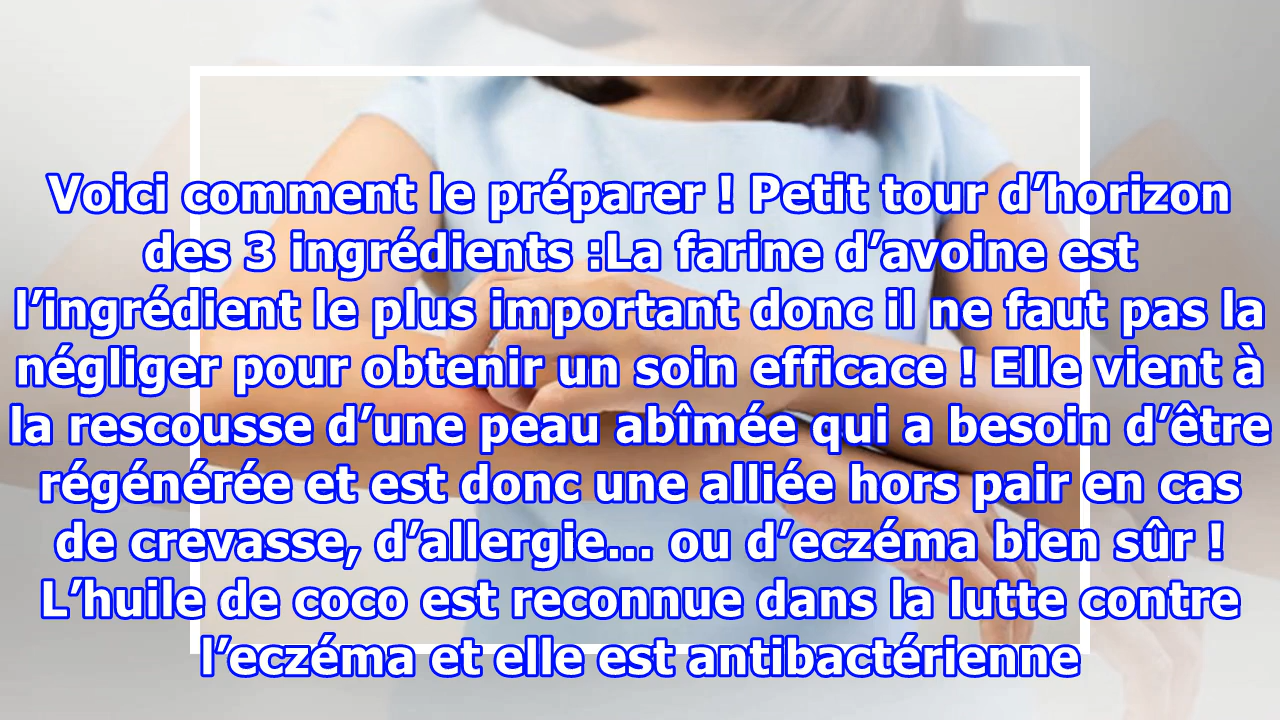 Voici comment le préparer ! Petit tour d’horizon
des 3 ingrédients :La farine d’avoine est
l’ingrédient le plus important donc il ne faut pas la
négliger pour obtenir un soin efficace ! Elle vient à
la rescousse d’une peau abîmée qui a besoin d’être
régénérée et est donc une alliée hors pair en cas
de crevasse, d’allergie... ou d’eczéma bien sûr !
L’huile de coco est reconnue dans la lutte contre
l’eczéma et elle est antibactérienne